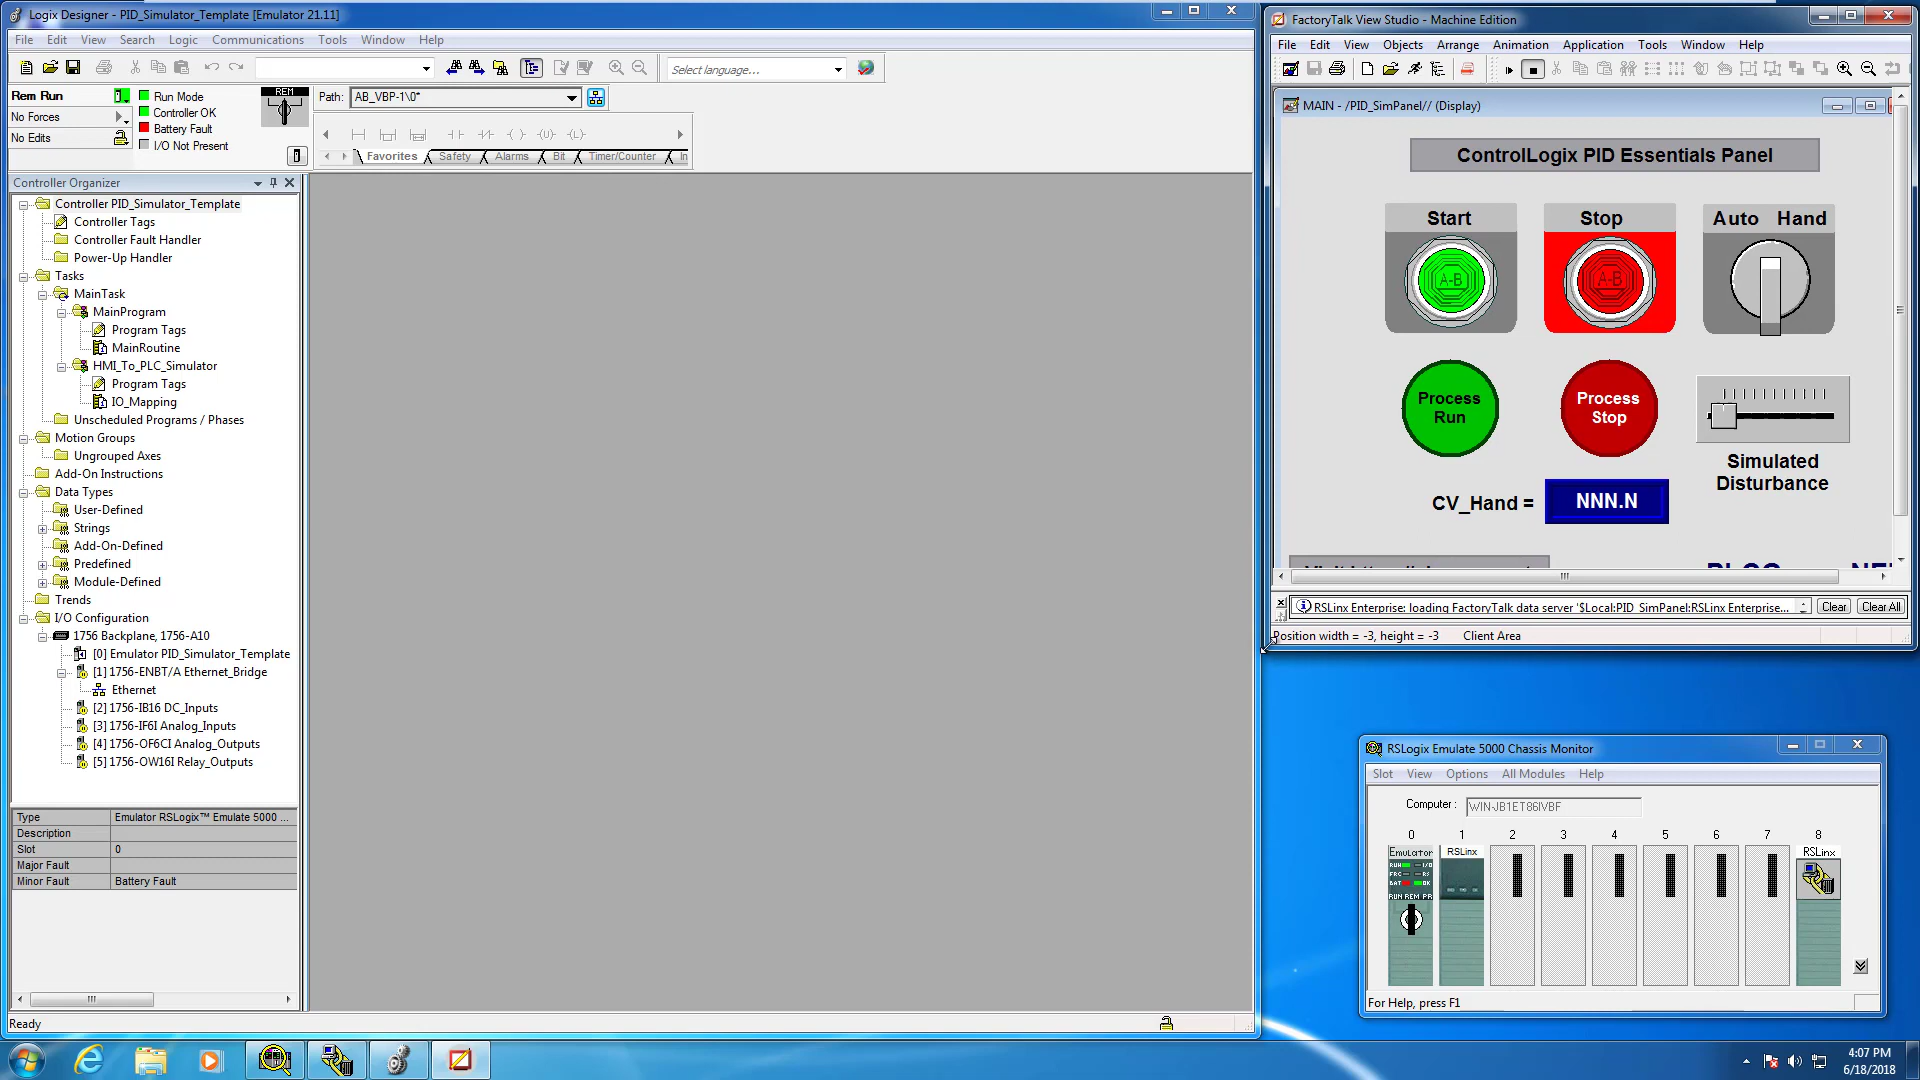 Logix Designer - PID_Simulator_Template [Emulator 21.11]
File Edit View Search Logic Communications Tools Window Help
Select language...
Rem Run
No Forces
No Edits
Run Mode
Controller OK
Battery Fault
I/O Not Present
REM
Path: AB_VBP-1\0*
Favorites Safety Alarms Bit Timer/Counter In
Controller Organizer
Controller PID_Simulator_Template
Controller Tags
Controller Fault Handler
Power-Up Handler
Tasks
MainTask
MainProgram
Program Tags
MainRoutine
HMI_To_PLC_Simulator
Program Tags
IO_Mapping
Unscheduled Programs / Phases
Motion Groups
Ungrouped Axes
Add-On Instructions
Data Types
User-Defined
Strings
Add-On-Defined
Predefined
Module-Defined
Trends
I/O Configuration
1756 Backplane, 1756-A10
[0] Emulator PID_Simulator_Template
[1] 1756-ENBT/A Ethernet_Bridge
Ethernet
[2] 1756-IB16 DC_Inputs
[3] 1756-IF6I Analog_Inputs
[4] 1756-OF6CI Analog_Outputs
[5] 1756-OW16I Relay_Outputs
Type Emulator RSLogix™ Emulate 5000 ...
Description
Slot 0
Major Fault
Minor Fault Battery Fault
Ready
FactoryTalk View Studio - Machine Edition
File Edit View Objects Arrange Animation Application Tools Window Help
MAIN - /PID_SimPanel// (Display)
ControlLogix PID Essentials Panel
Start
Stop
Auto Hand
A-B
A-B
Process
Run
Process
Stop
Simulated
Disturbance
CV_Hand = NNN.N
RSLinx Enterprise: loading FactoryTalk data server '$Local:PID_SimPanel:RSLinx Enterprise...
Clear
Clear All
Position width = -3, height = -3 Client Area
RSLogix Emulate 5000 Chassis Monitor
Slot View Options All Modules Help
Computer : WIN-JB1ET86IVBF
0 1 2 3 4 5 6 7 8
Emulator RSLinx RSLinx
RUN I/O
FRC RS
BAT OK
RUN REM PR
For Help, press F1
4:07 PM
6/18/2018